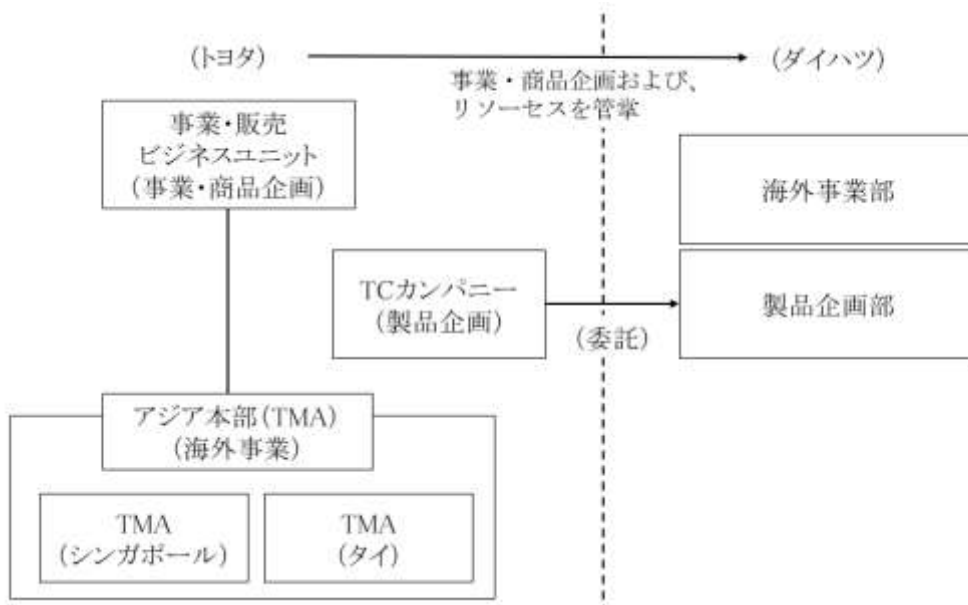 (トヨタ)
(ダイハツ)
事業・商品企画および、
リソーセスを管掌
事業・販売
ビジネスユニット
(事業・商品企画)
海外事業部
TCカンパニー
(製品企画)
(委託)
製品企画部
アジア本部(TMA)
(海外事業)
TMA
(シンガポール)
TMA
(タイ)